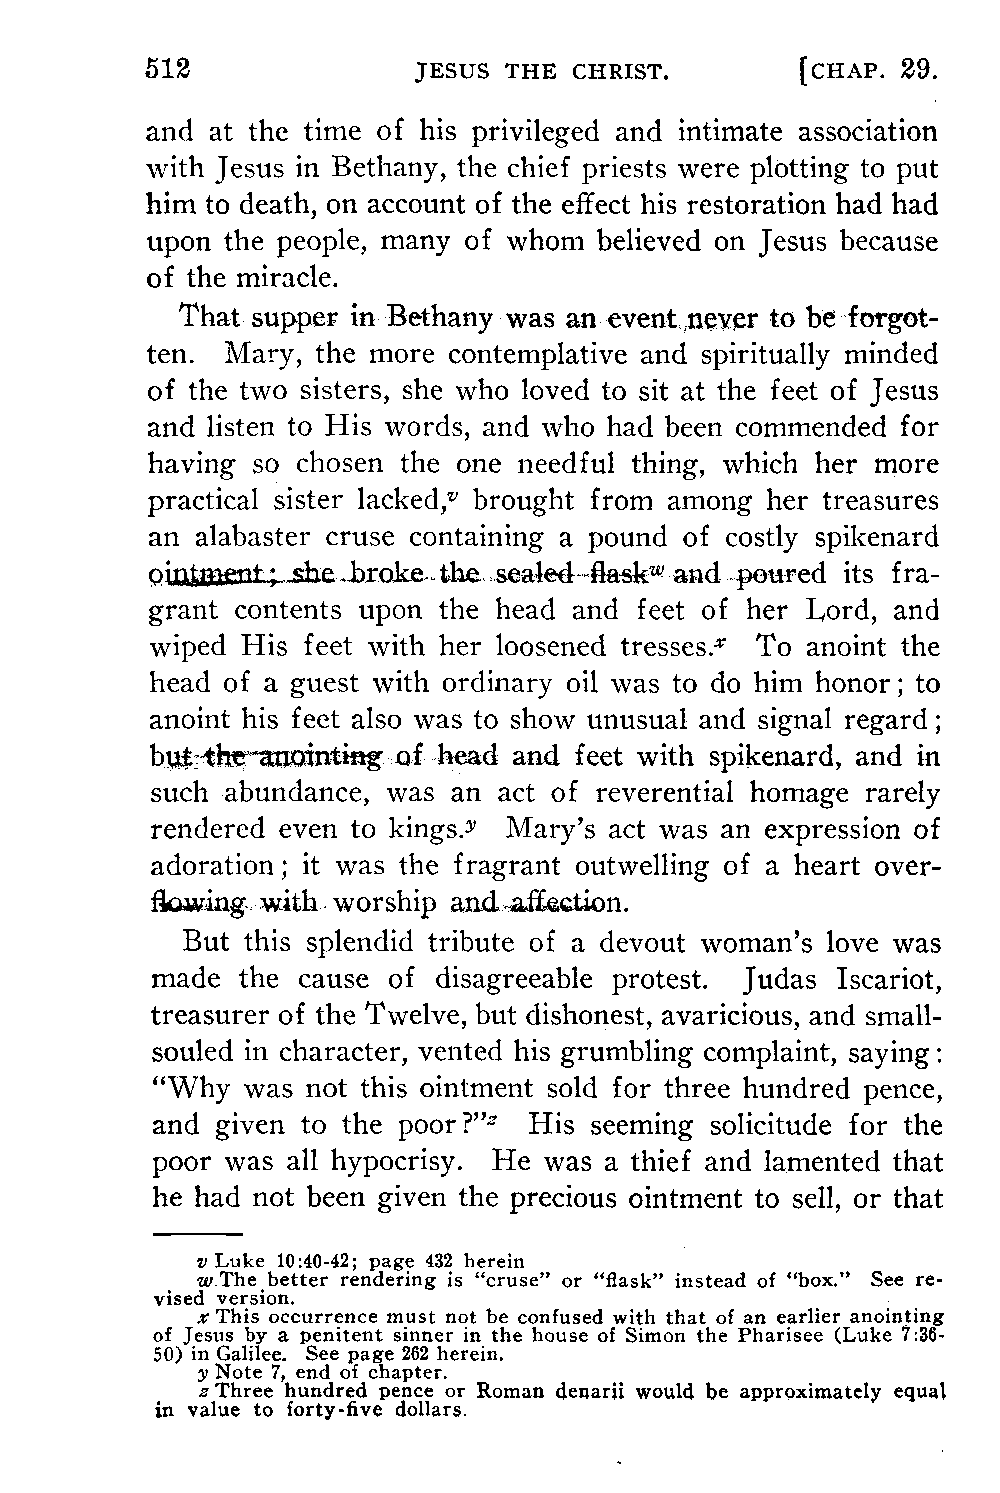 512 JESUS THE CHRIST. [CHAP. 29.
and at the time of his privileged and intimate association
with Jesus in Bethany, the chief priests were plotting to put
him to death, on account of the effect his restoration had had
upon the people, many of whom believed on Jesus because
of the miracle.
That supper in Bethany was an event never to be forgot-
ten. Mary, the more contemplative and spiritually minded
of the two sisters, she who loved to sit at the feet of Jesus
and listen to His words, and who had been commended for
having so chosen the one needful thing, which her more
practical sister lacked,v brought from among her treasures
an alabaster cruse containing a pound of costly spikenard
ointment; she broke the sealed flaskw and poured its fra-
grant contents upon the head and feet of her Lord, and
wiped His feet with her loosened tresses.x To anoint the
head of a guest with ordinary oil was to do him honor; to
anoint his feet also was to show unusual and signal regard;
but the anointing of head and feet with spikenard, and in
such abundance, was an act of reverential homage rarely
rendered even to kings.y Mary's act was an expression of
adoration; it was the fragrant outwelling of a heart over-
flowing with worship and affection.
But this splendid tribute of a devout woman's love was
made the cause of disagreeable protest. Judas Iscariot,
treasurer of the Twelve, but dishonest, avaricious, and small-
souled in character, vented his grumbling complaint, saying:
"Why was not this ointment sold for three hundred pence,
and given to the poor?"z His seeming solicitude for the
poor was all hypocrisy. He was a thief and lamented that
he had not been given the precious ointment to sell, or that
v Luke 10:40-42; page 432 herein
w The better rendering is "cruse" or "flask" instead of "box." See re-
vised version.
x This occurrence must not be confused with that of an earlier anointing
of Jesus by a penitent sinner in the house of Simon the Pharisee (Luke 7:36-
50) in Galilee. See page 262 herein.
y Note 7, end of chapter.
z Three hundred pence or Roman denarii would be approximately equal
in value to forty-five dollars.